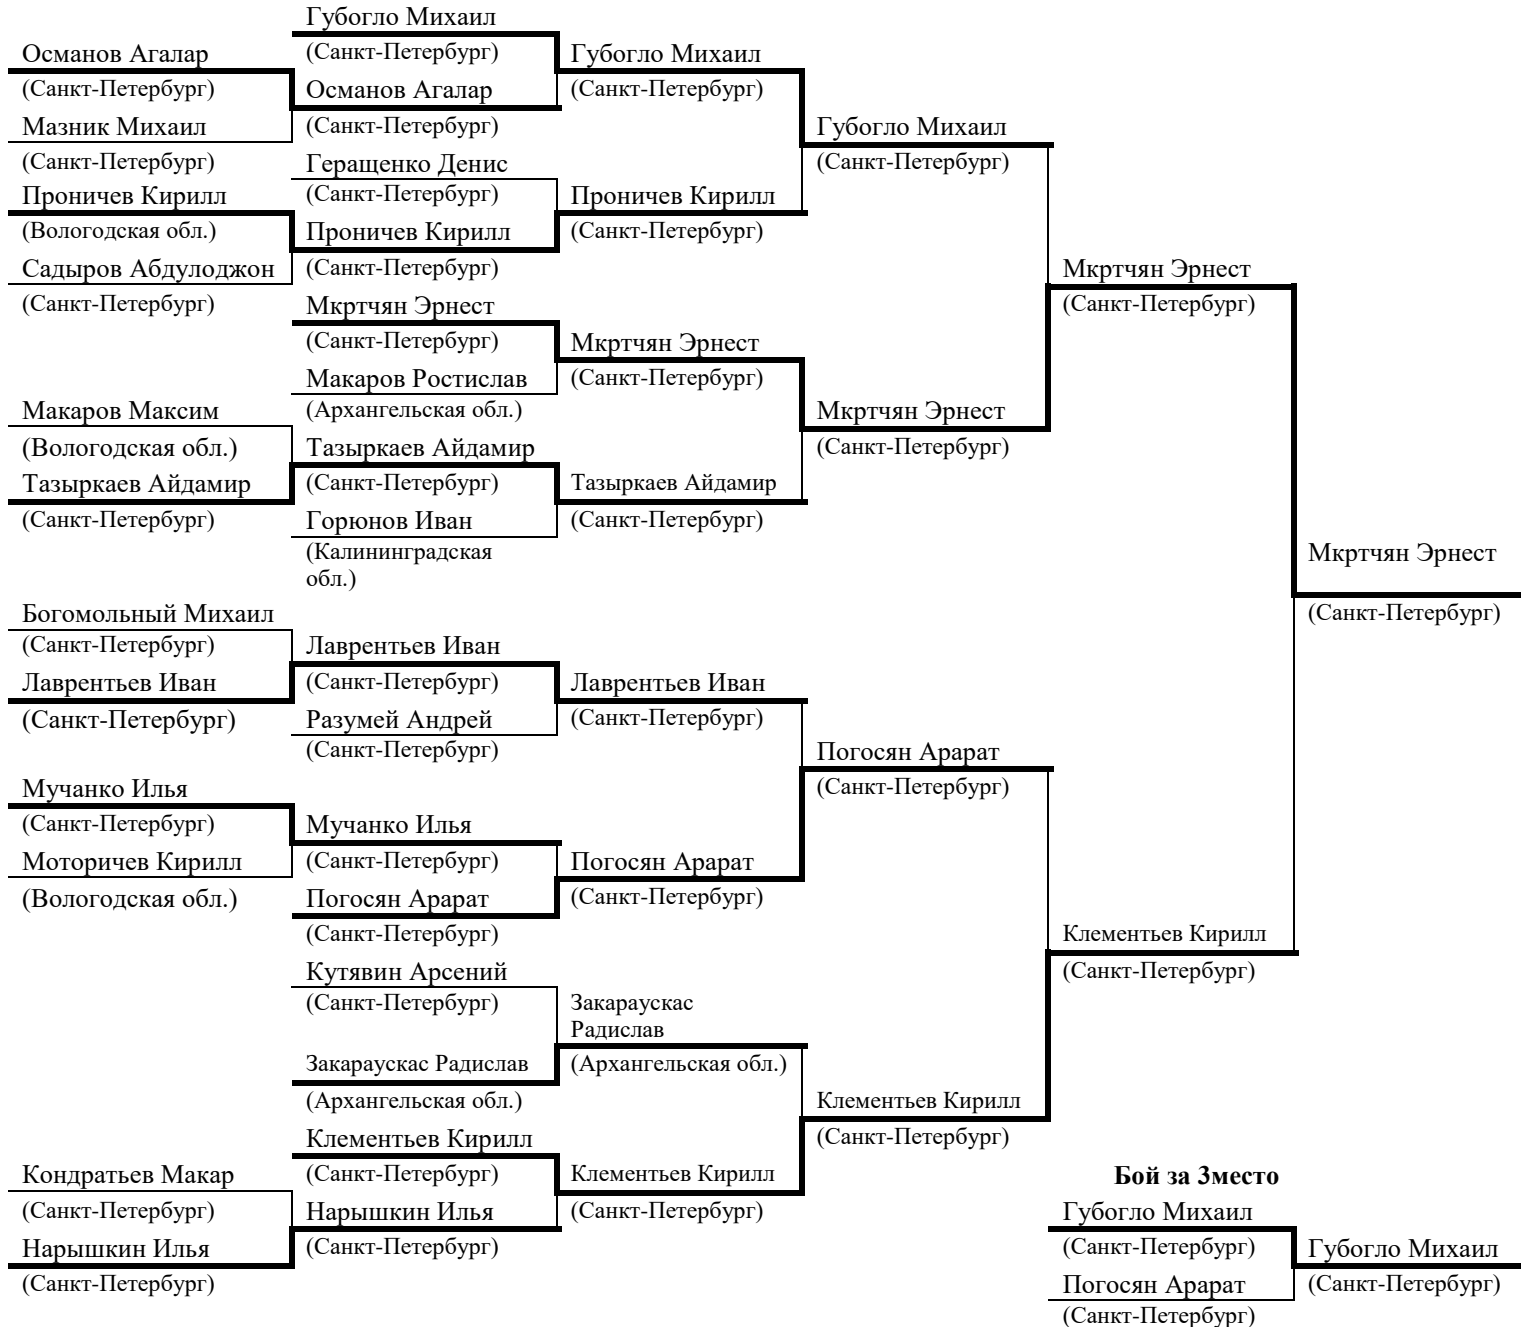 Османов Агалар
(Санкт-Петербург)
Мазник Михаил
(Санкт-Петербург)
Проничев Кирилл
(Вологодская обл.)
Садыров Абдулоджон
(Санкт-Петербург)
Макаров Максим
(Вологодская обл.)
Тазыркаев Айдамир
(Санкт-Петербург)
Богомольный Михаил
(Санкт-Петербург)
Лаврентьев Иван
(Санкт-Петербург)
Мучанко Илья
(Санкт-Петербург)
Моторичев Кирилл
(Вологодская обл.)
Кондратьев Макар
(Санкт-Петербург)
Нарышкин Илья
(Санкт-Петербург)
Губогло Михаил
(Санкт-Петербург)
Османов Агалар
(Санкт-Петербург)
Геращенко Денис
(Санкт-Петербург)
Проничев Кирилл
(Санкт-Петербург)
Мкртчян Эрнест
(Санкт-Петербург)
Макаров Ростислав
(Архангельская обл.)
Тазыркаев Айдамир
(Санкт-Петербург)
Горюнов Иван
(Калининградская
обл.)
Лаврентьев Иван
(Санкт-Петербург)
Разумей Андрей
(Санкт-Петербург)
Мучанко Илья
(Санкт-Петербург)
Погосян Арарат
(Санкт-Петербург)
Кутявин Арсений
(Санкт-Петербург)
Закараускас Радислав
(Архангельская обл.)
Клементьев Кирилл
(Санкт-Петербург)
Нарышкин Илья
(Санкт-Петербург)
Губогло Михаил
(Санкт-Петербург)
Проничев Кирилл
(Санкт-Петербург)
Мкртчян Эрнест
(Санкт-Петербург)
Тазыркаев Айдамир
(Санкт-Петербург)
Лаврентьев Иван
(Санкт-Петербург)
Погосян Арарат
(Санкт-Петербург)
Закараускас
Радислав
(Архангельская обл.)
Клементьев Кирилл
(Санкт-Петербург)
Губогло Михаил
(Санкт-Петербург)
Мкртчян Эрнест
(Санкт-Петербург)
Погосян Арарат
(Санкт-Петербург)
Клементьев Кирилл
(Санкт-Петербург)
Мкртчян Эрнест
(Санкт-Петербург)
Клементьев Кирилл
(Санкт-Петербург)
Мкртчян Эрнест
(Санкт-Петербург)
Бой за 3место
Губогло Михаил
(Санкт-Петербург)
Погосян Арарат
(Санкт-Петербург)
Губогло Михаил
(Санкт-Петербург)